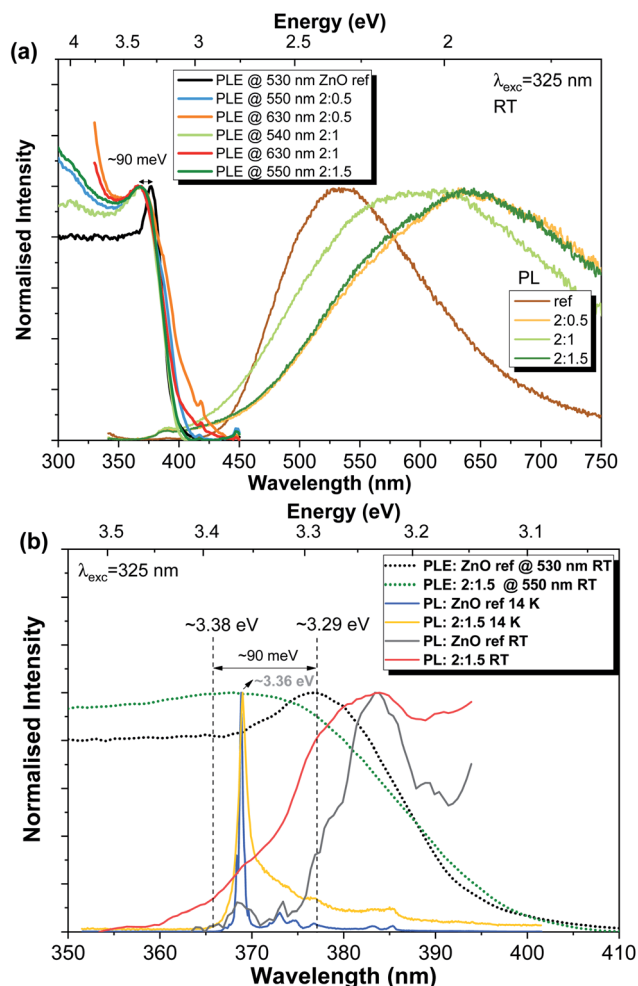 Energy (eV)
4 3.5 3 2.5 2
(a)
PLE @ 530 nm ZnO ref
PLE @ 550 nm 2:0.5
PLE @ 630 nm 2:0.5
PLE @ 540 nm 2:1
PLE @ 630 nm 2:1
PLE @ 550 nm 2:1.5
λexc=325 nm
RT
~90 meV
Normalised Intensity
PL
ref
2:0.5
2:1
2:1.5
300 350 400 450 500 550 600 650 700 750
Wavelength (nm)
Energy (eV)
3.5 3.4 3.3 3.2 3.1
(b)
λexc=325 nm
PLE: ZnO ref @ 530 nm RT
PLE: 2:1.5 @ 550 nm RT
PL: ZnO ref 14 K
PL: 2:1.5 14 K
PL: ZnO ref RT
PL: 2:1.5 RT
~3.38 eV ~3.29 eV
~90 meV
~3.36 eV
Normalised Intensity
350 360 370 380 390 400 410
Wavelength (nm)